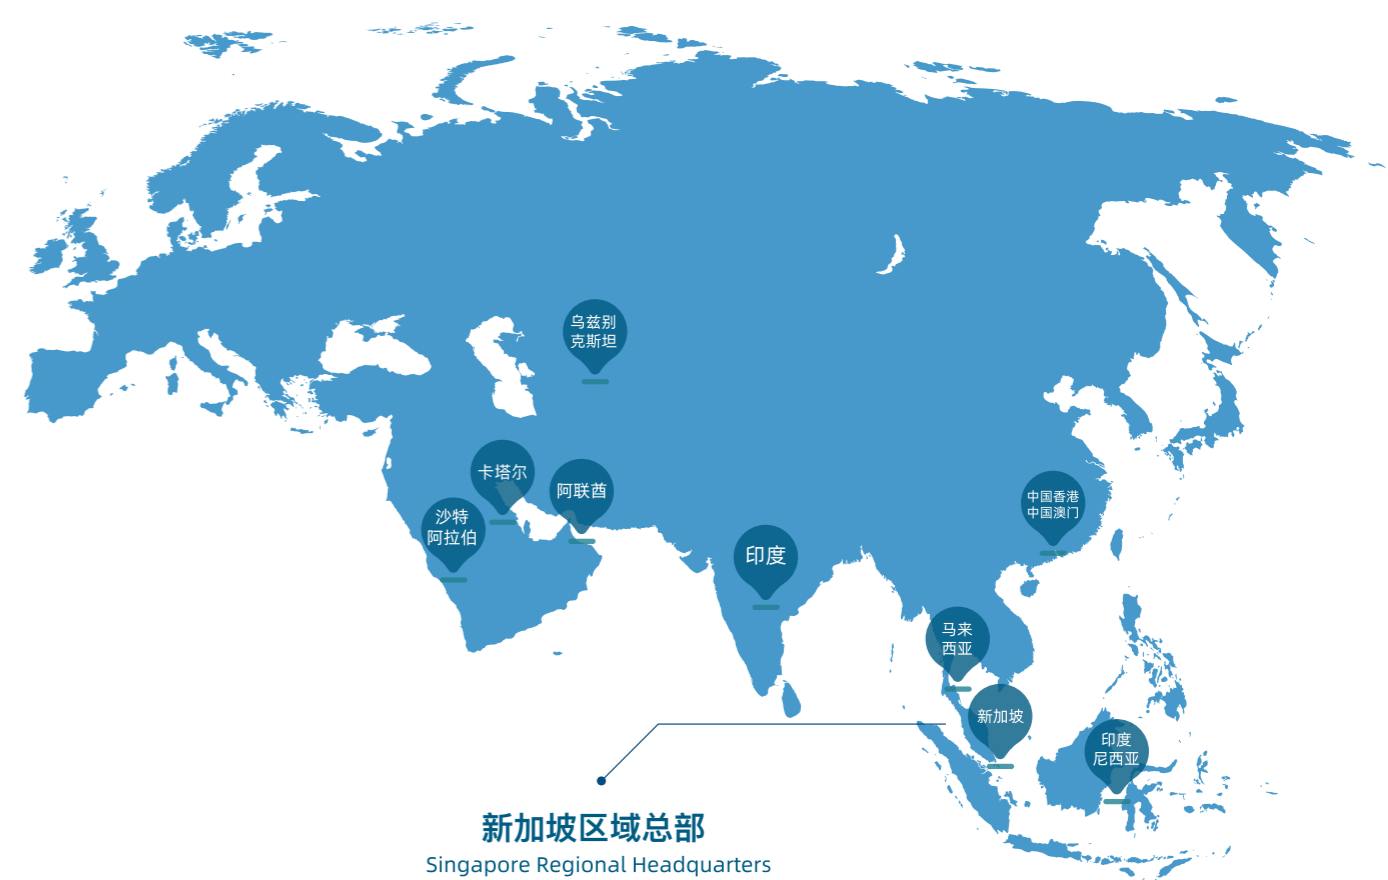 乌兹别
克斯坦
卡塔尔
阿联酋
沙特
阿拉伯
中国香港
中国澳门
印度
马来
西亚
新加坡
印度
尼西亚
新加坡区域总部
Singapore Regional Headquarters